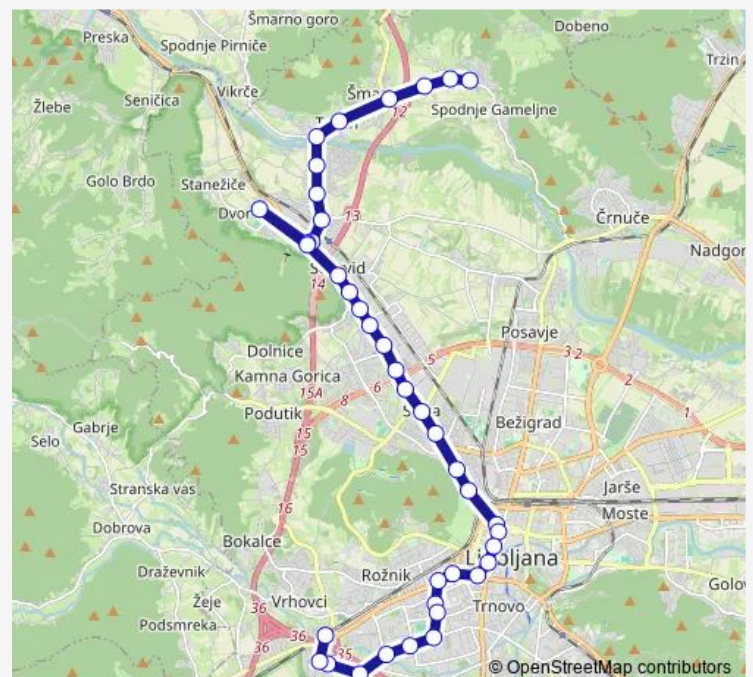 Šmarno goro
Dobeno
Preska
Spodnje Pirniče
Trzin
Vikrče
Seničica
Žlebe
12
Spodnje Gameljne
Golo Brdo
Stanežiče
Dvor
13
Črnuče
Nadgor
14
Posavje
Dolnice
5
3
2
Kamna Gorica
2
15A
8
6
Podutik
1
Gabrje
15
Bežigrad
Selo
15
Stranska vas
Jarše
16
Moste
Dobrova
Bokalce
Ljubljana
Draževnik
Rožnik
Golov
36
Žeje
Vrhovci
Trnovo
Podsmreka
36
36
35
© OpenStreetMap contributors